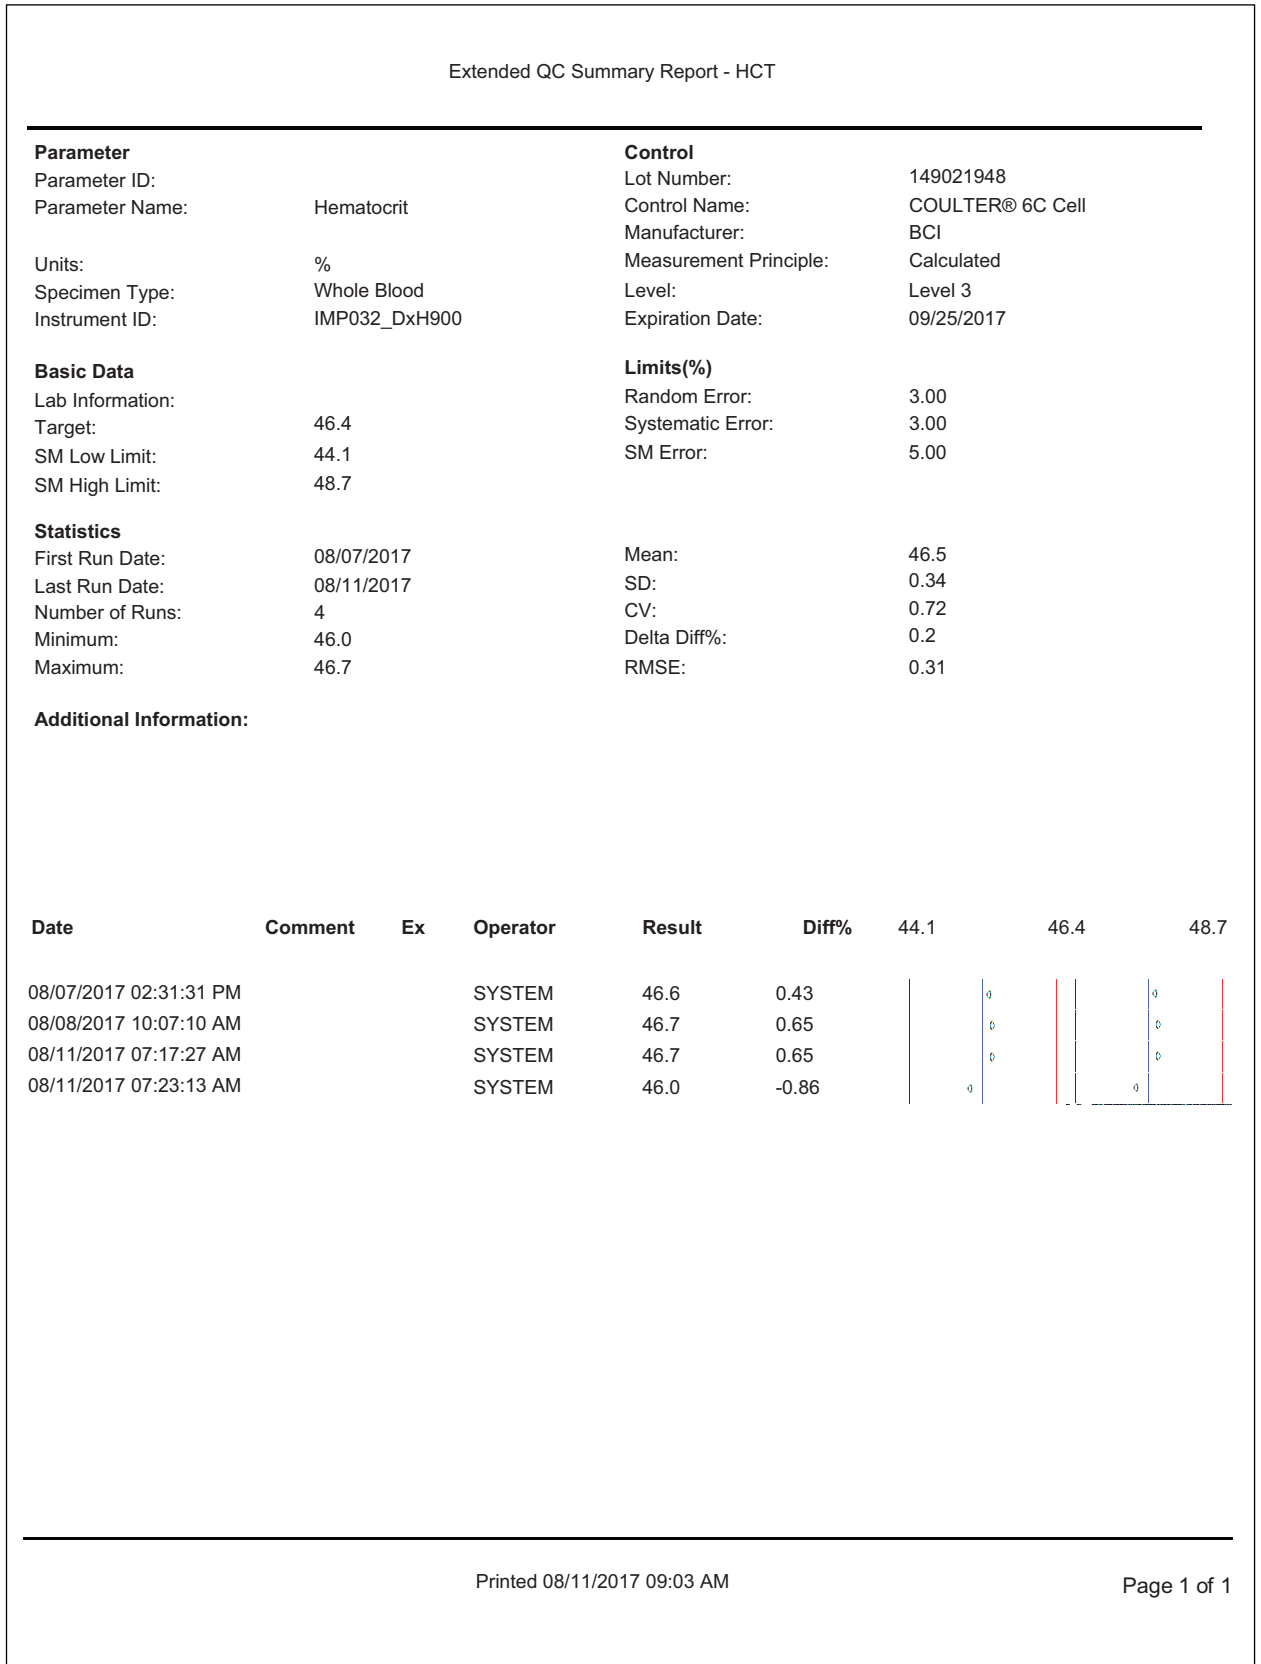 Extended QC Summary Report - HCT
Parameter
Parameter ID:
Parameter Name: Hematocrit
Units: %
Specimen Type: Whole Blood
Instrument ID: IMP032_DxH900
Control
Lot Number: 149021948
Control Name: COULTER® 6C Cell
Manufacturer: BCI
Measurement Principle: Calculated
Level: Level 3
Expiration Date: 09/25/2017
Basic Data
Lab Information:
Target: 46.4
SM Low Limit: 44.1
SM High Limit: 48.7
Limits(%)
Random Error: 3.00
Systematic Error: 3.00
SM Error: 5.00
Statistics
First Run Date: 08/07/2017
Last Run Date: 08/11/2017
Number of Runs: 4
Minimum: 46.0
Maximum: 46.7
Mean: 46.5
SD: 0.34
CV: 0.72
Delta Diff%: 0.2
RMSE: 0.31
Additional Information:
Date Comment Ex Operator Result Diff% 44.1 46.4 48.7
08/07/2017 02:31:31 PM SYSTEM 46.6 0.43
08/08/2017 10:07:10 AM SYSTEM 46.7 0.65
08/11/2017 07:17:27 AM SYSTEM 46.7 0.65
08/11/2017 07:23:13 AM SYSTEM 46.0 -0.86
Printed 08/11/2017 09:03 AM
Page 1 of 1